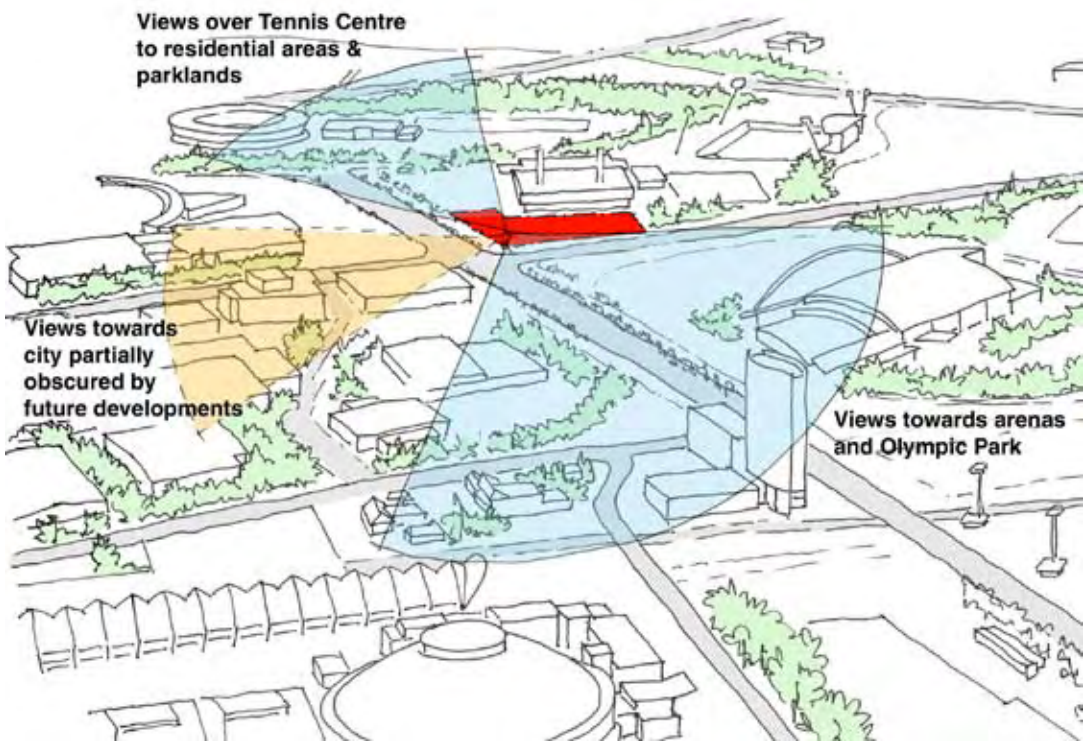 Views over Tennis Centre
to residential areas &
parklands
Views towards
city partially
obscured by
future developments
Views towards arenas
and Olympic Park